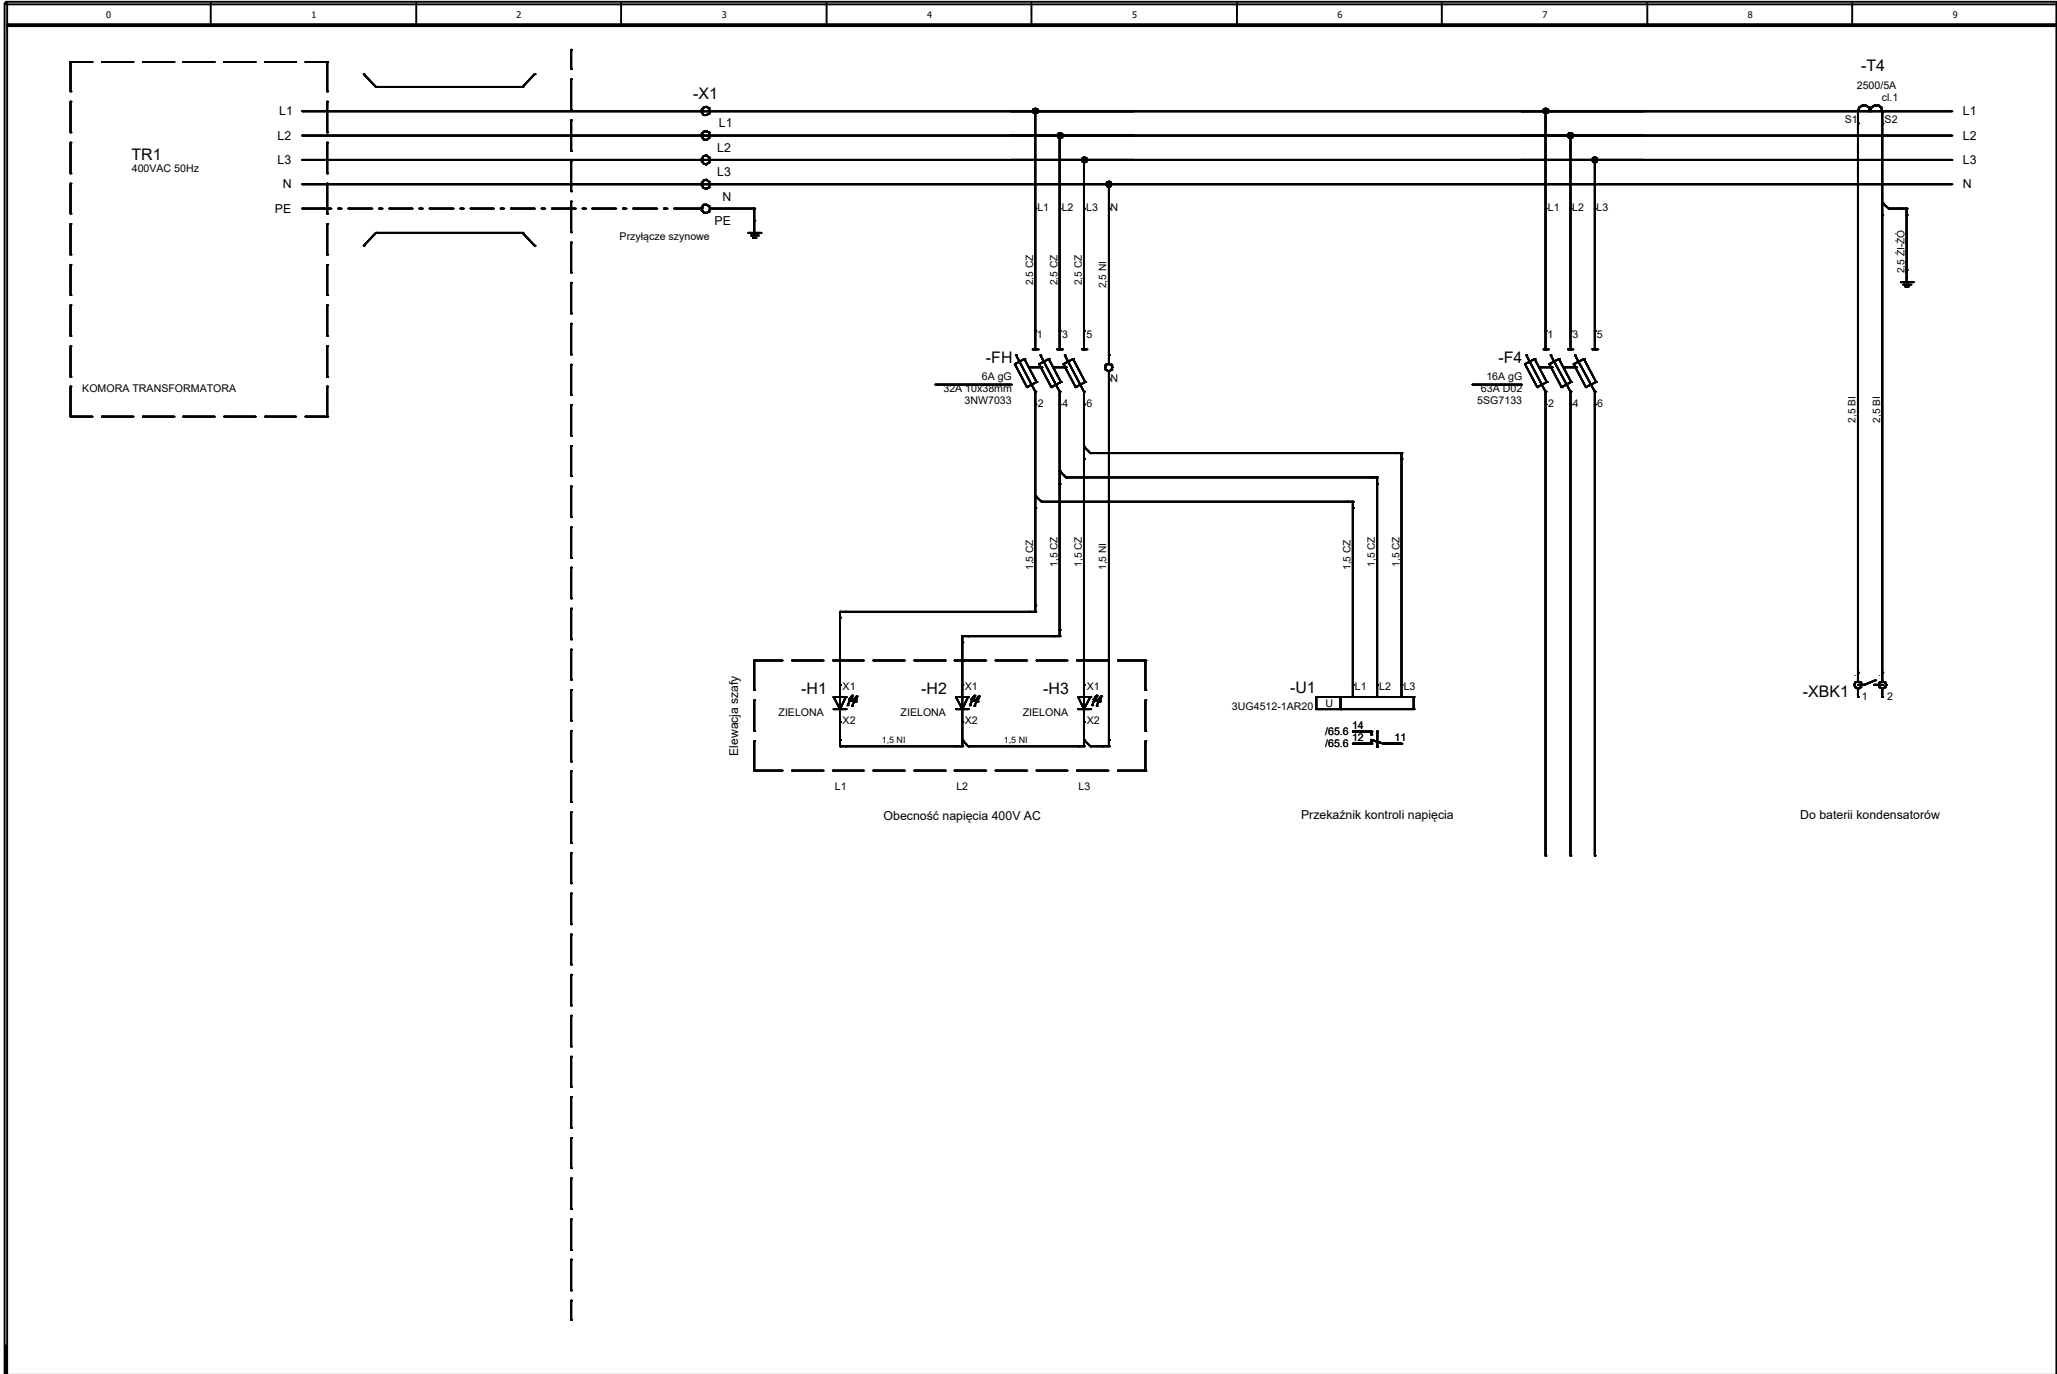 0 1 2 3 4 5 6 7 8 9
-T4
2500/5A
cl.1
S1 S2
-X1
L1 L1 L1
L2 L2 L2
L3 L3 L3
N N N
PE PE
TR1
400VAC 50Hz
Przyłącze szynowe
L1 L2 L3 N
L1 L2 L3
2,5 CZ 2,5 CZ 2,5 CZ 2,5 NI
2,5 ŻI-ŻÓ
1 3 5
1 3 5
-FH
6A gG
32A 10x38mm
3NW7033
N
2 4 6
-F4
16A gG
63A D02
5SG7133
2 4 6
KOMORA TRANSFORMATORA
2,5 BI 2,5 BI
1,5 CZ 1,5 CZ 1,5 CZ 1,5 NI
1,5 CZ 1,5 CZ 1,5 CZ
Elewacja szafy
-H1 X1
ZIELONA
X2
-H2 X1
ZIELONA
X2
-H3 X1
ZIELONA
X2
1,5 NI 1,5 NI
-U1 L1 L2 L3
3UG4512-1AR20 U
/65.6 14
/65.6 12 11
-XBK1 1 2
L1 L2 L3
Obecność napięcia 400V AC
Przekaźnik kontroli napięcia
Do baterii kondensatorów